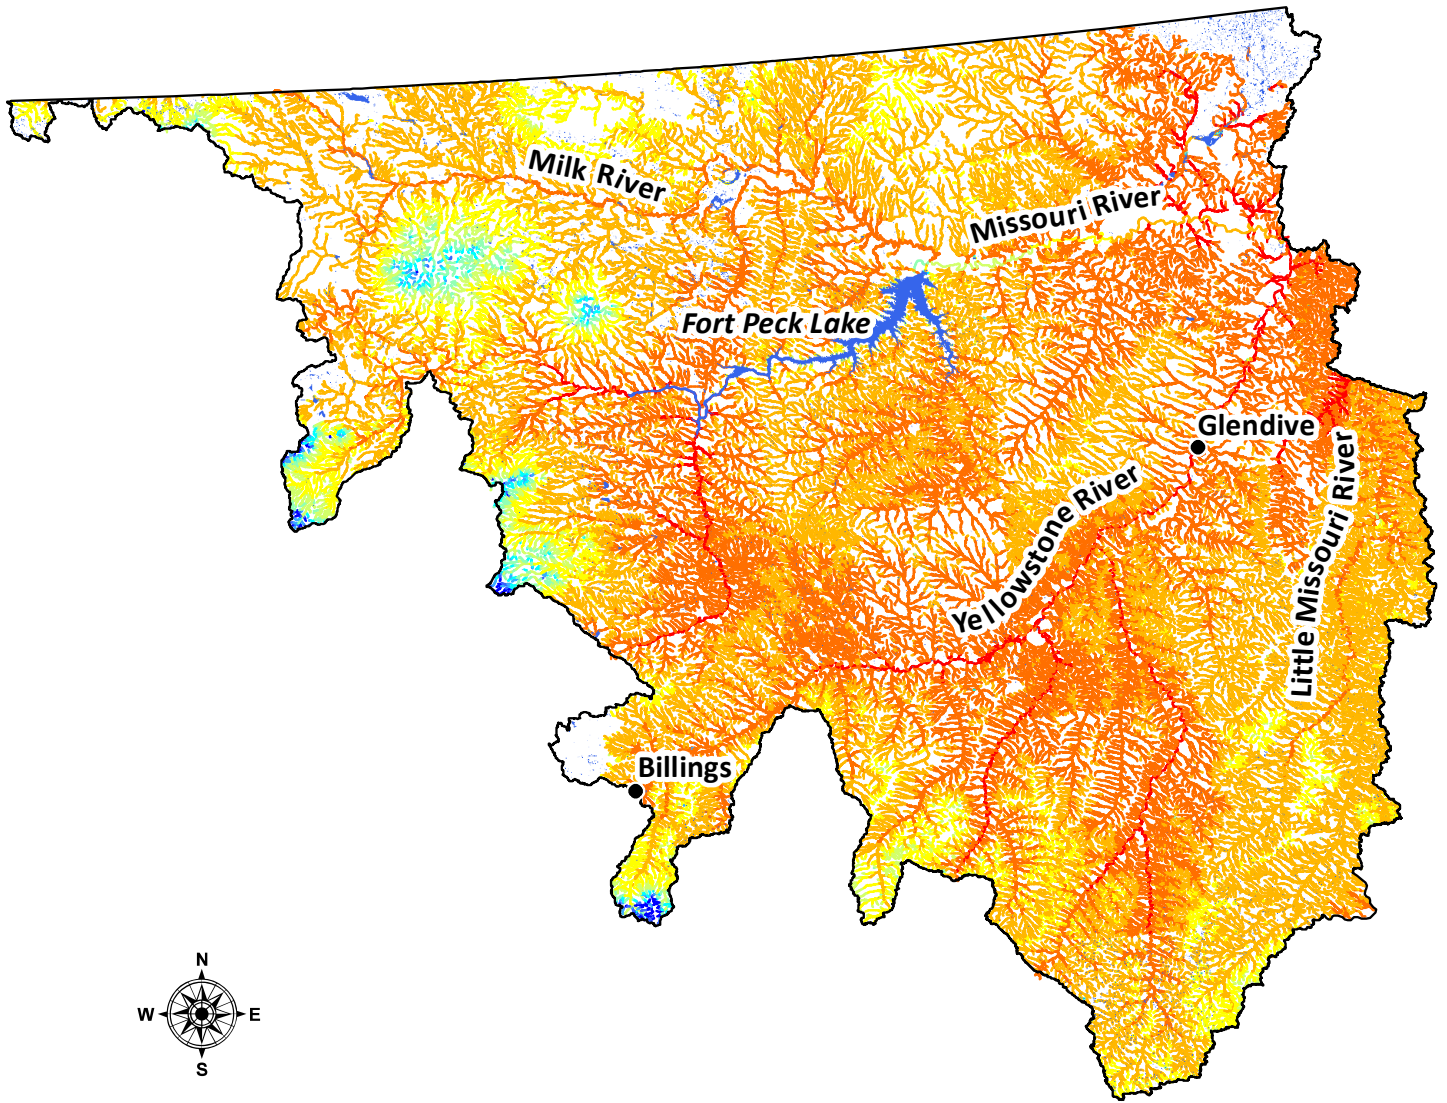 Milk River
Missouri River
Fort Peck Lake
Glendive
Yellowstone River
Little Missouri River
Billings
N
W E
S